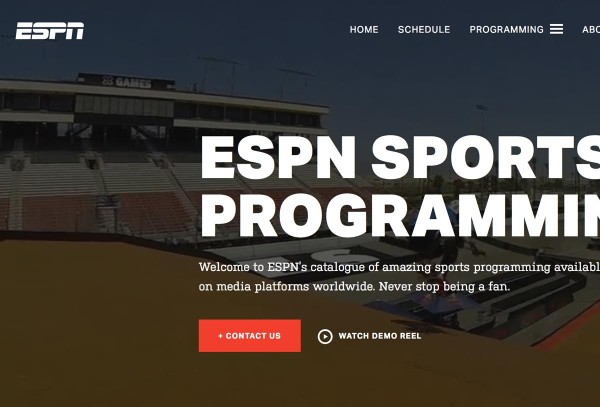 ESPN
HOME SCHEDULE PROGRAMMING ABO
GAMES
ESPN SPORTS
PROGRAMMIN
Welcome to ESPN's catalogue of amazing sports programming availabl
on media platforms worldwide. Never stop being a fan.
+ CONTACT US WATCH DEMO REEL